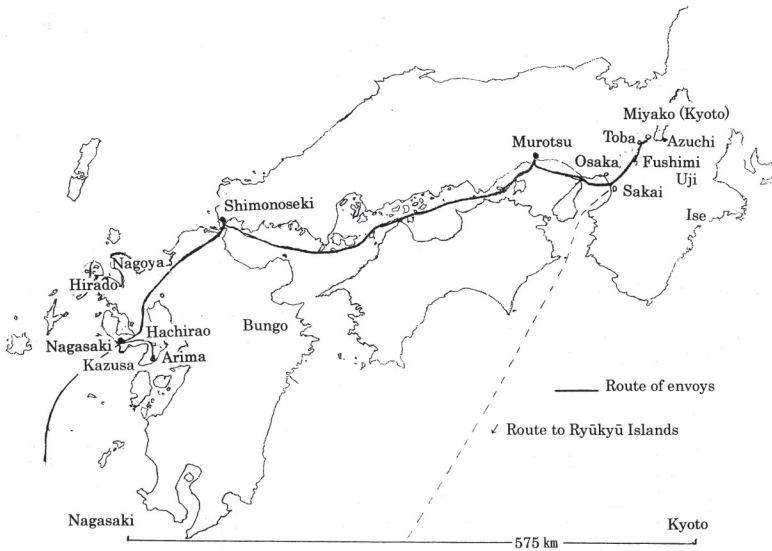 Miyako (Kyoto)
Toba
Azuchi
Murotsu
Osaka
Fushimi
Uji
Sakai
Shimonoseki
Ise
Nagoya
Hirado
Bungo
Hachirao
Nagasaki
Kazusa
Arima
Route of envoys
Route to Ryūkyū Islands
Nagasaki
Kyoto
575 km